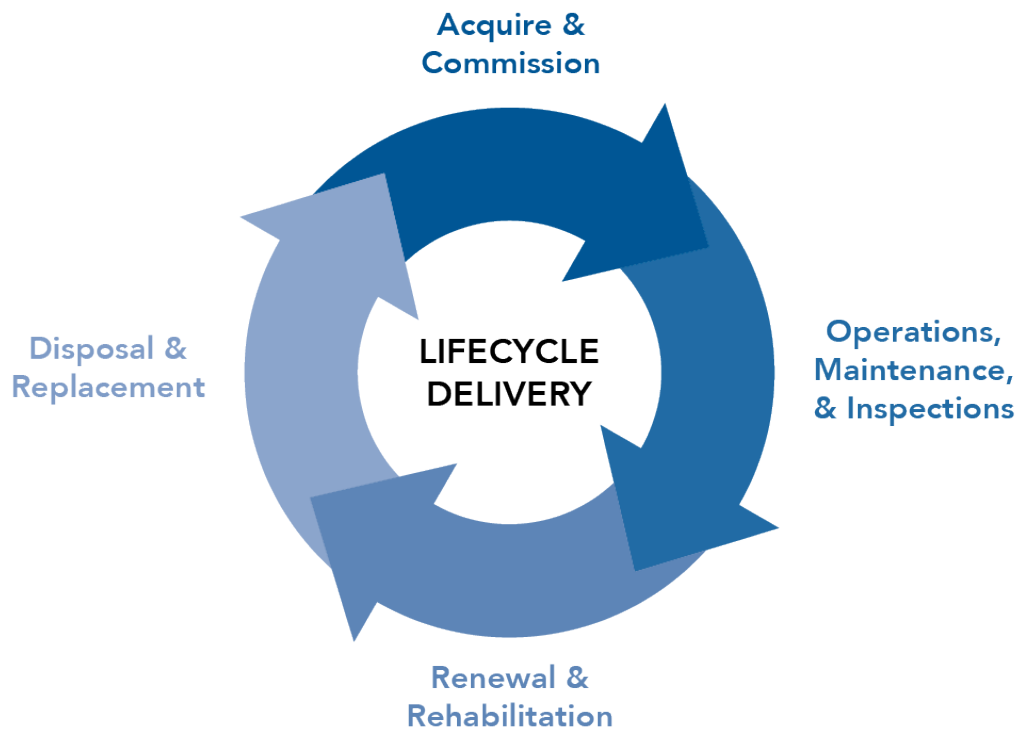 Acquire &
Commission
Operations,
Maintenance,
& Inspections
Renewal &
Rehabilitation
Disposal &
Replacement
LIFECYCLE
DELIVERY